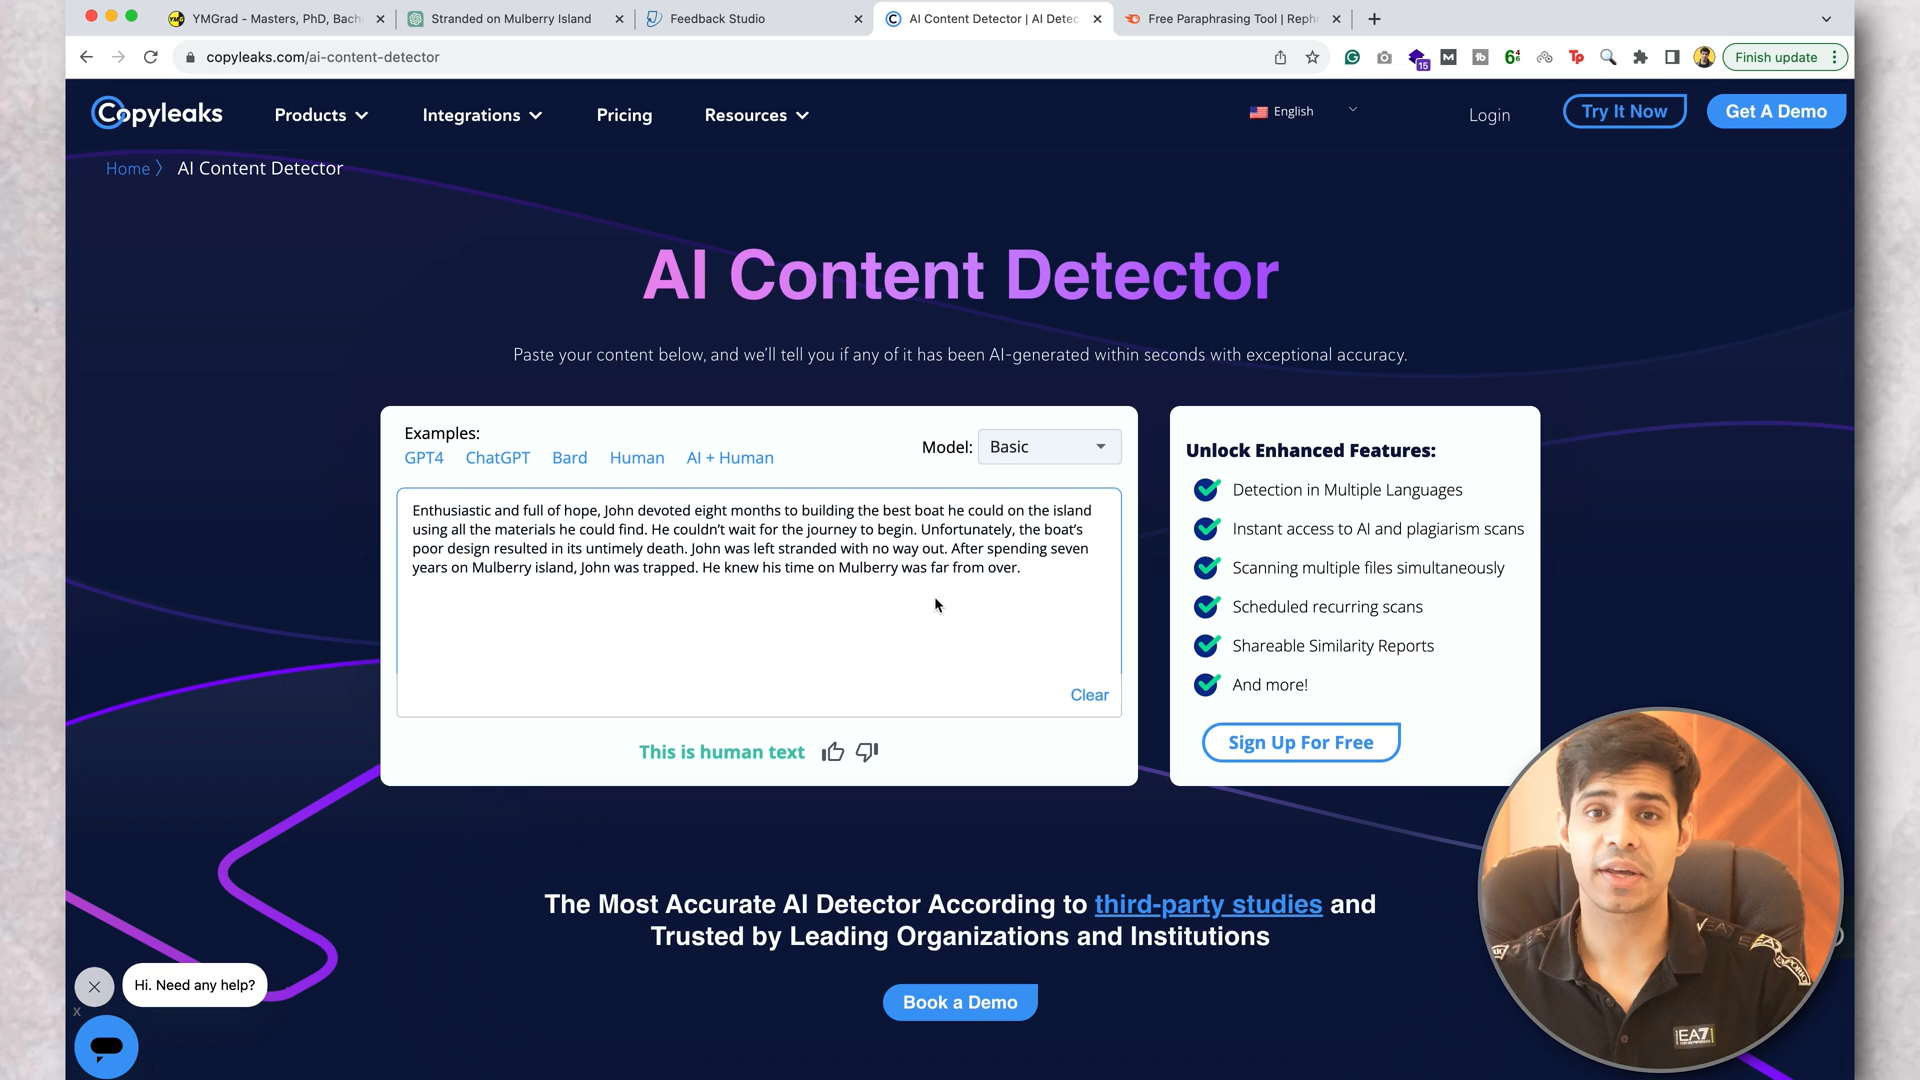 YMGrad - Masters, PhD, Bach
Stranded on Mulberry Island
Feedback Studio
AI Content Detector | AI Detec
Free Paraphrasing Tool | Rephr
copyleaks.com/ai-content-detector
15
Finish update
Copyleaks
Products
Integrations
Pricing
Resources
English
Login
Try It Now
Get A Demo
Home 〉 AI Content Detector
AI Content Detector
Paste your content below, and we'll tell you if any of it has been AI-generated within seconds with exceptional accuracy.
Examples:
GPT4 ChatGPT Bard Human AI + Human
Model: Basic
Enthusiastic and full of hope, John devoted eight months to building the best boat he could on the island
using all the materials he could find. He couldn't wait for the journey to begin. Unfortunately, the boat's
poor design resulted in its untimely death. John was left stranded with no way out. After spending seven
years on Mulberry island, John was trapped. He knew his time on Mulberry was far from over.
Clear
This is human text
Unlock Enhanced Features:
Detection in Multiple Languages
Instant access to AI and plagiarism scans
Scanning multiple files simultaneously
Scheduled recurring scans
Shareable Similarity Reports
And more!
Sign Up For Free
The Most Accurate AI Detector According to third-party studies and
Trusted by Leading Organizations and Institutions
Book a Demo
Hi. Need any help?
x
EA7